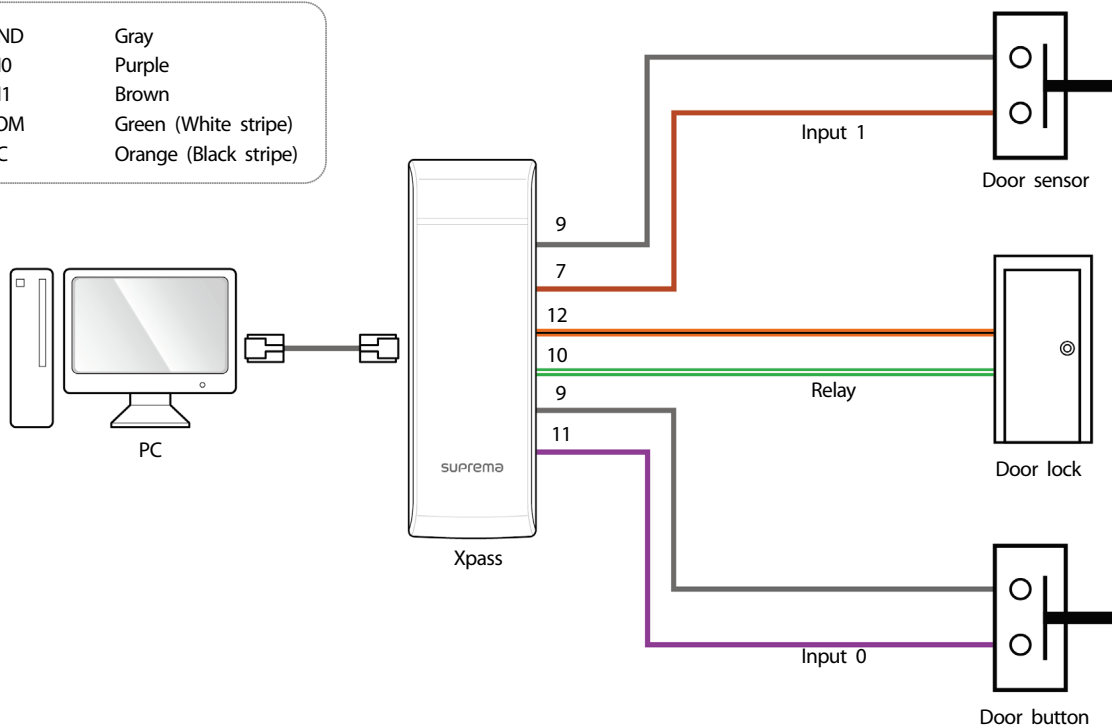 ND Gray
Purple
Brown
Green (White stripe)
Orange (Black stripe)
Input 1
Door sensor
9
7
12
10
Relay
9
11
PC
suprema
Door lock
Xpass
Input 0
Door button